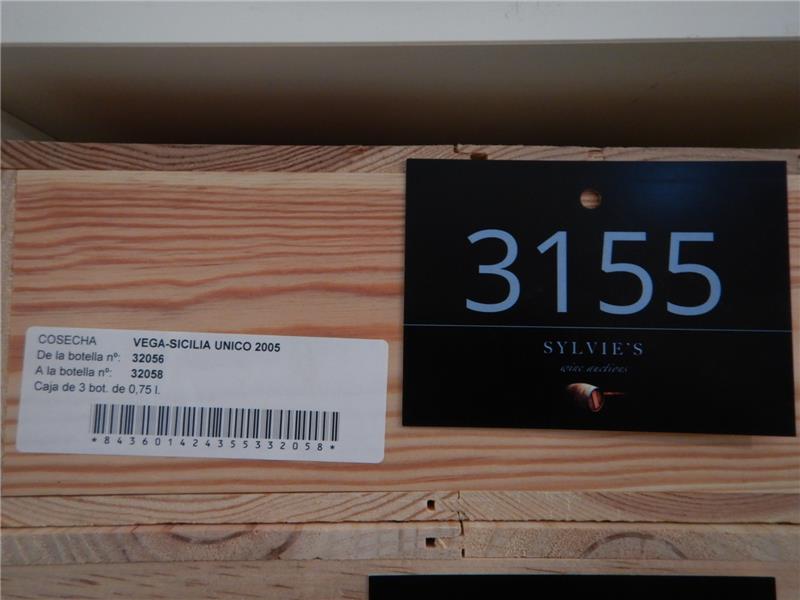 3155
SYLVIE'S
wine auctions
COSECHA VEGA-SICILIA UNICO 2005
De la botella nº: 32056
A la botella nº: 32058
Caja de 3 bot. de 0,75 l.
*843601424355332058*